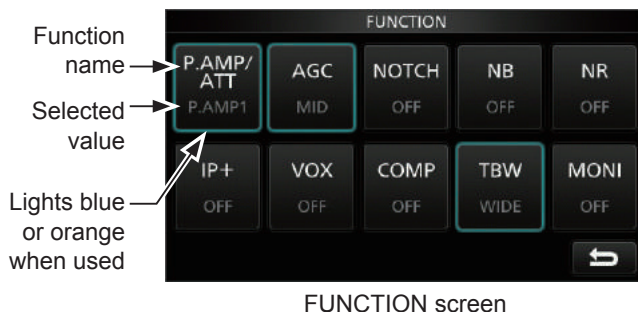 FUNCTION
Function
name
P.AMP/
ATT
P.AMP1
AGC
MID
NOTCH
OFF
NB
OFF
NR
OFF
Selected
value
IP+
OFF
VOX
OFF
COMP
OFF
TBW
WIDE
MONI
OFF
Lights blue
or orange
when used
FUNCTION screen